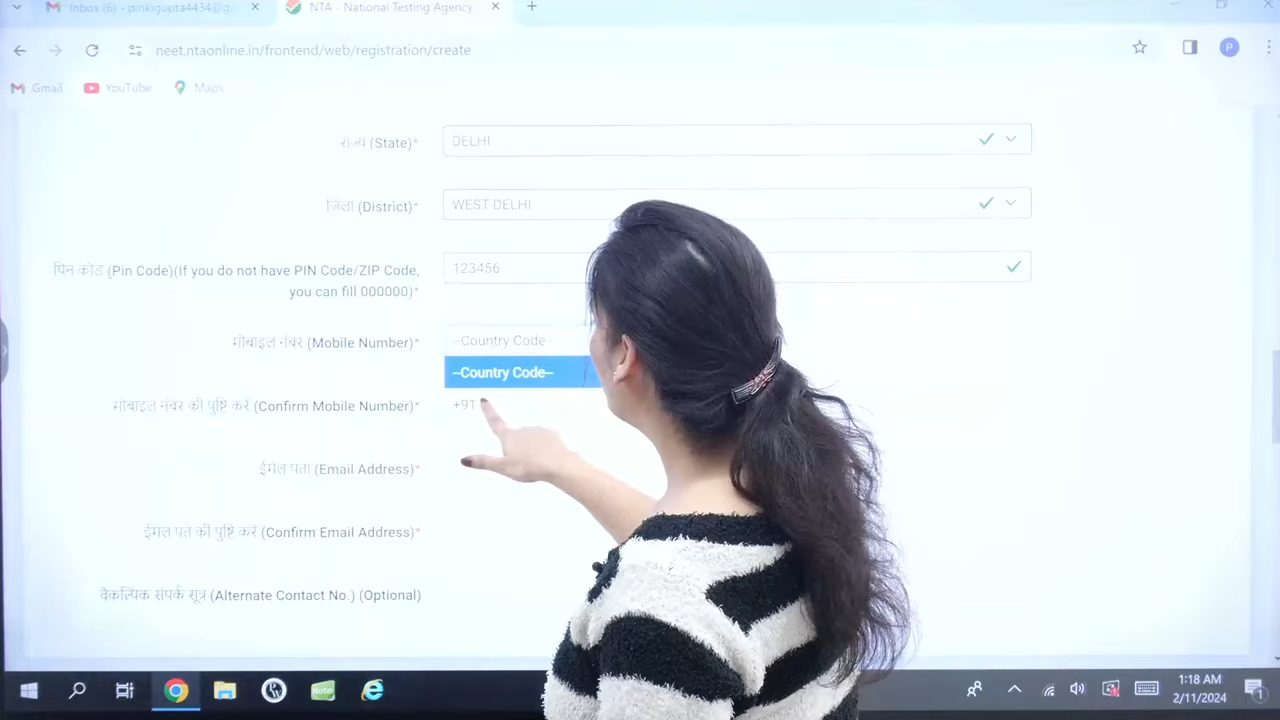 Inbox (6) - pinkigupta4434@g
NTA - National Testing Agency
neet.ntaonline.in/frontend/web/registration/create
Gmail
YouTube
Maps
राज्य (State)*
DELHI
जिला (District)*
WEST DELHI
पिन कोड (Pin Code)(If you do not have PIN Code/ZIP Code,
you can fill 000000)*
123456
मोबाइल नंबर (Mobile Number)*
--Country Code--
--Country Code--
मोबाइल नंबर की पुष्टि करें (Confirm Mobile Number)*
+91
ईमेल पता (Email Address)*
ईमेल पते की पुष्टि करें (Confirm Email Address)*
वैकल्पिक संपर्क सूत्र (Alternate Contact No.) (Optional)
Note
1:18 AM
2/11/2024